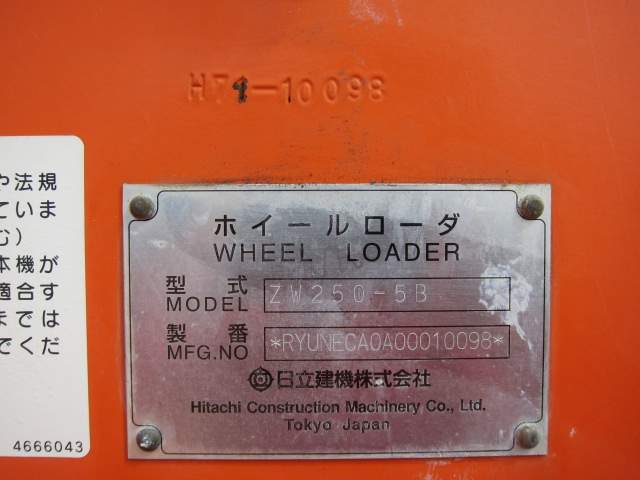 H71-10098
や法規
ていま
む)
本機が
適合す
までは
でくだ
4666043
ホイールローダ
WHEEL LOADER
型式
MODEL ZW250-5B
製番
MFG.NO *RYUNECA0A00010098*
日立建機株式会社
Hitachi Construction Machinery Co., Ltd.
Tokyo Japan